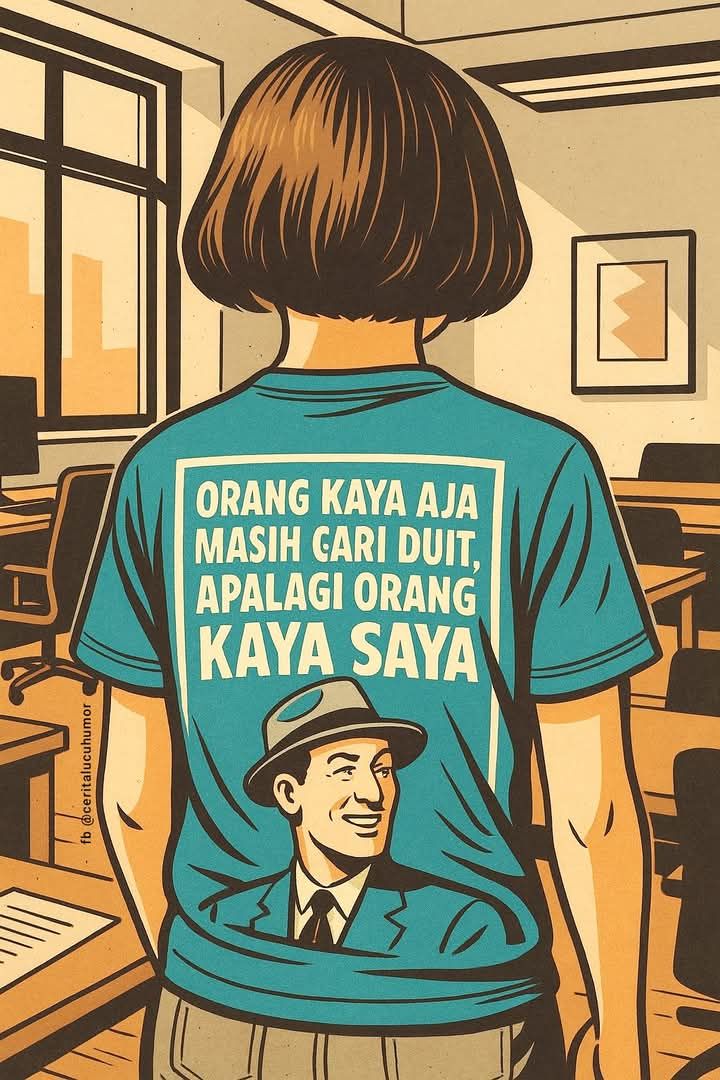 ORANG KAYA AJA
MASIH CARI DUIT,
APALAGI ORANG
KAYA SAYA
fb @ceritalucuhumor